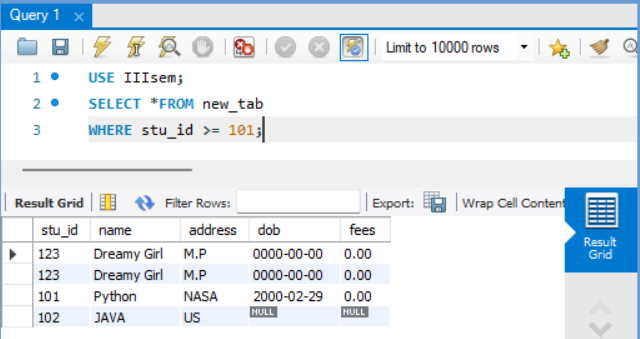 Query 1
Limit to 10000 rows
1 USE IIIsem;
2 SELECT *FROM new_tab
3 WHERE stu_id >= 101;
Result Grid Filter Rows: Export: Wrap Cell Content
stu_id name address dob fees
123 Dreamy Girl M.P 0000-00-00 0.00
123 Dreamy Girl M.P 0000-00-00 0.00
101 Python NASA 2000-02-29 0.00
102 JAVA US NULL NULL
Result
Grid